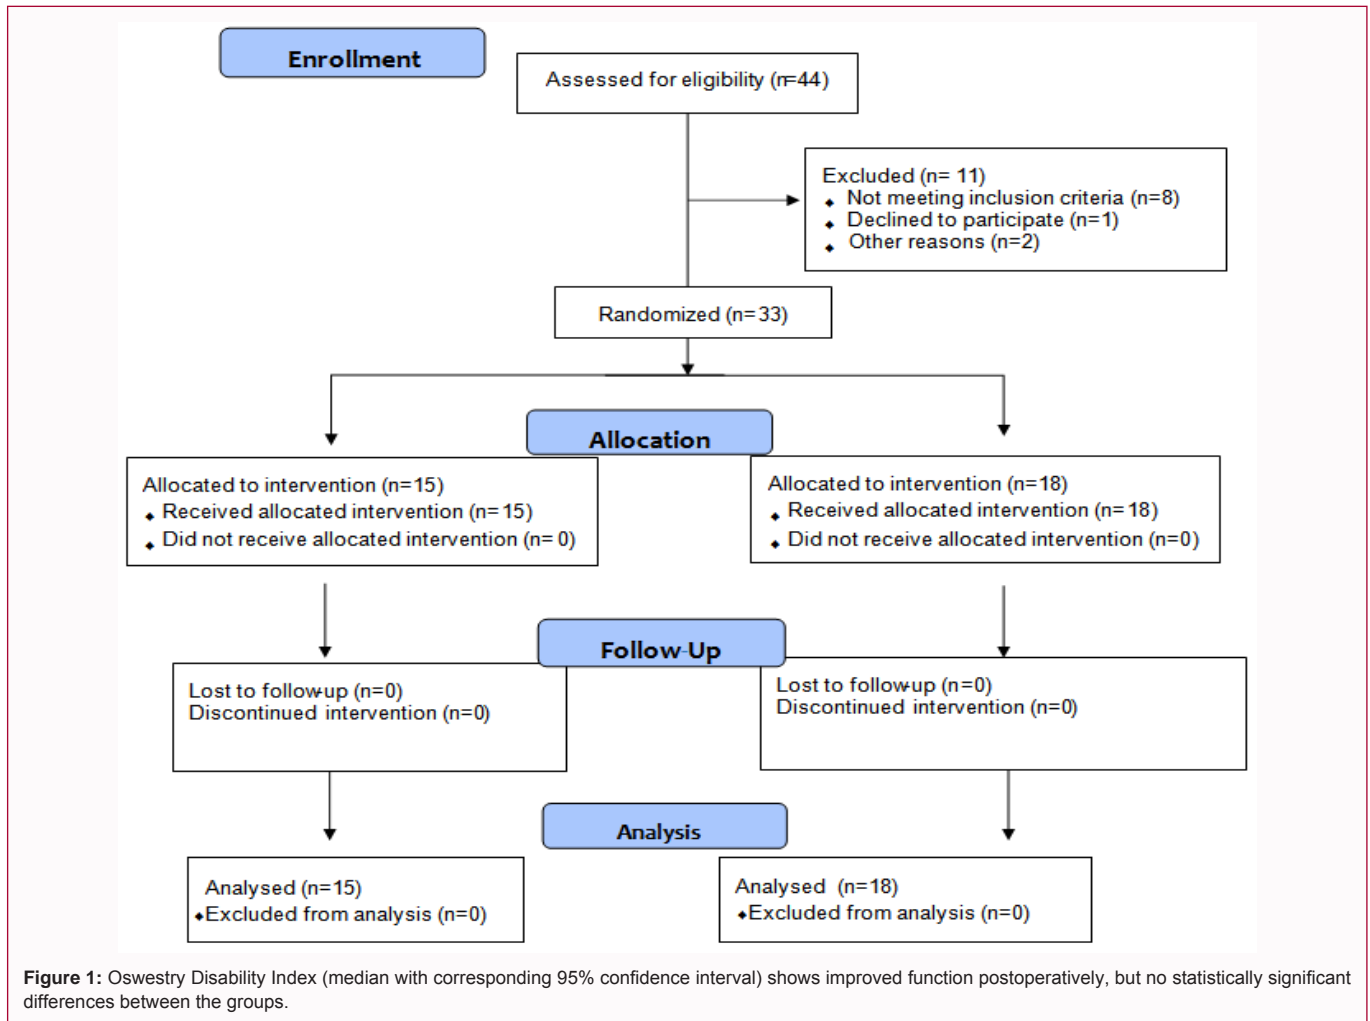 Enrollment
Assessed for eligibility (n=44)
Excluded (n= 11)
⬥ Not meeting inclusion criteria (n=8)
⬥ Declined to participate (n=1)
⬥ Other reasons (n=2)
Randomized (n=33)
Allocation
Allocated to intervention (n=15)
⬥ Received allocated intervention (n=15)
⬥ Did not receive allocated intervention (n= 0)
Allocated to intervention (n=18)
⬥ Received allocated intervention (n=18)
⬥ Did not receive allocated intervention (n=0)
Follow-Up
Lost to follow-up (n=0)
Discontinued intervention (n=0)
Lost to follow-up (n=0)
Discontinued intervention (n=0)
Analysis
Analysed (n=15)
⬥Excluded from analysis (n=0)
Analysed (n=18)
⬥Excluded from analysis (n=0)
Figure 1: Oswestry Disability Index (median with corresponding 95% confidence interval) shows improved function postoperatively, but no statistically significant
differences between the groups.